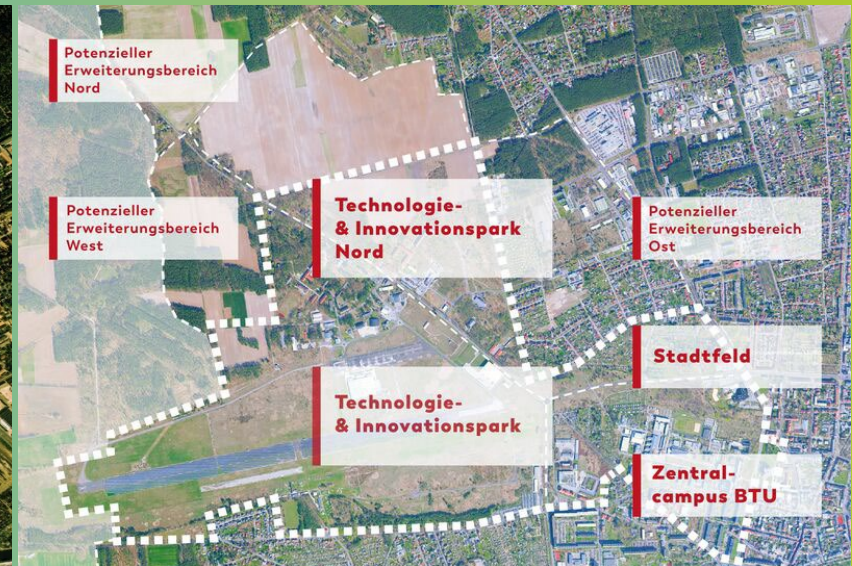 Potenzieller
Erweiterungsbereich
Nord
Potenzieller
Erweiterungsbereich
West
Technologie-
& Innovationspark
Nord
Potenzieller
Erweiterungsbereich
Ost
Stadtfeld
Technologie-
& Innovationspark
Zentral-
campus BTU